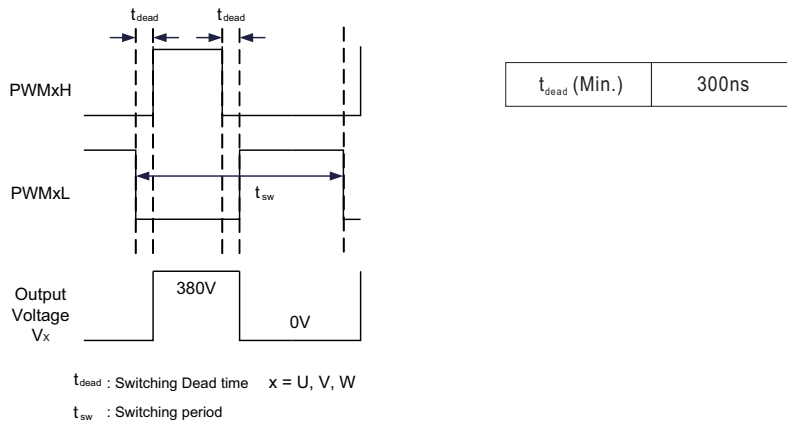 tdead tdead
PWMxH
tdead (Min.) 300ns
PWMxL
tsw
380V
Output
Voltage
Vx
0V
tdead : Switching Dead time x = U, V, W
tsw : Switching period